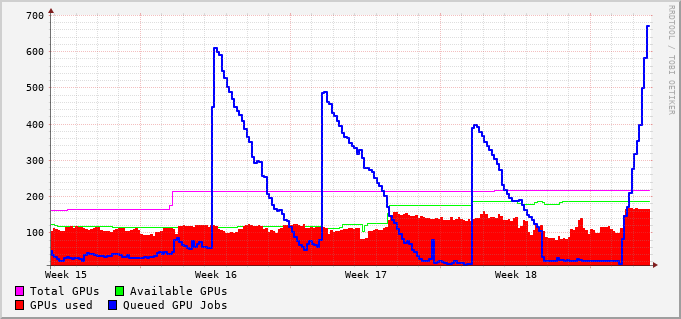 700
600
500
400
300
200
100
Week 15 Week 16 Week 17 Week 18
Total GPUs Available GPUs
GPUs used Queued GPU Jobs
RRDTOOL / TOBI OETIKER